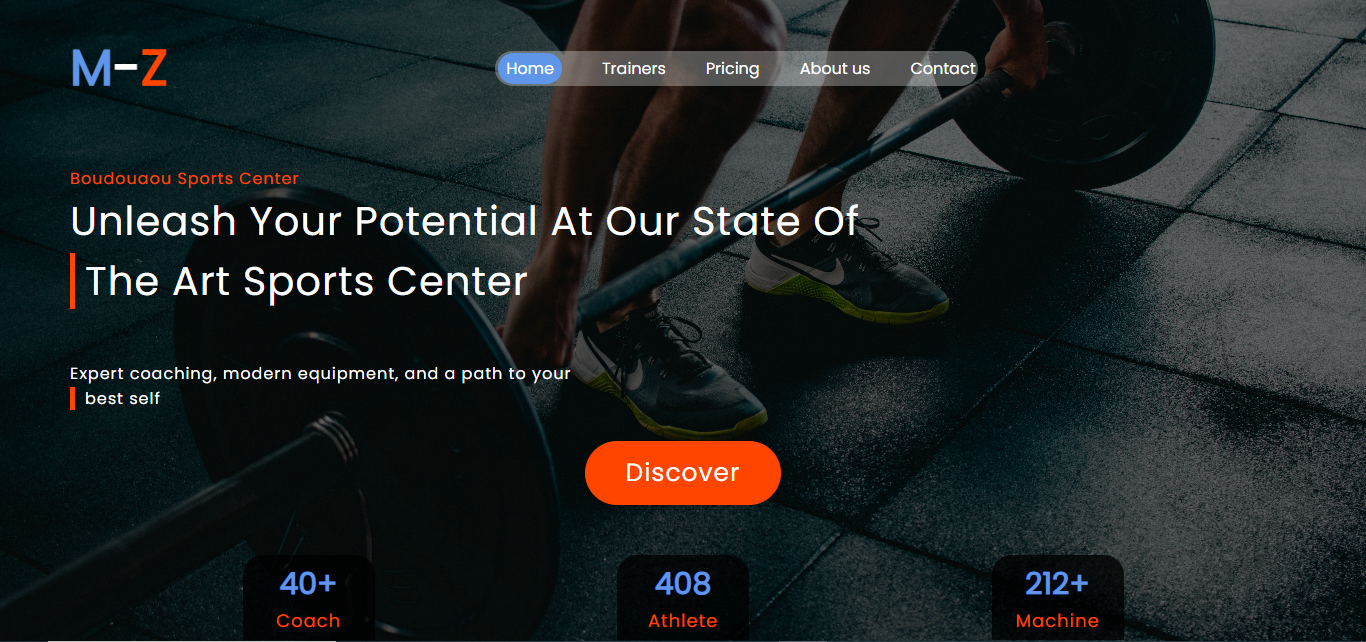 M-Z
Home Trainers Pricing About us Contact
Boudouaou Sports Center
Unleash Your Potential At Our State Of
The Art Sports Center
Expert coaching, modern equipment, and a path to your
best self
Discover
40+ 408 212+
Coach Athlete Machine